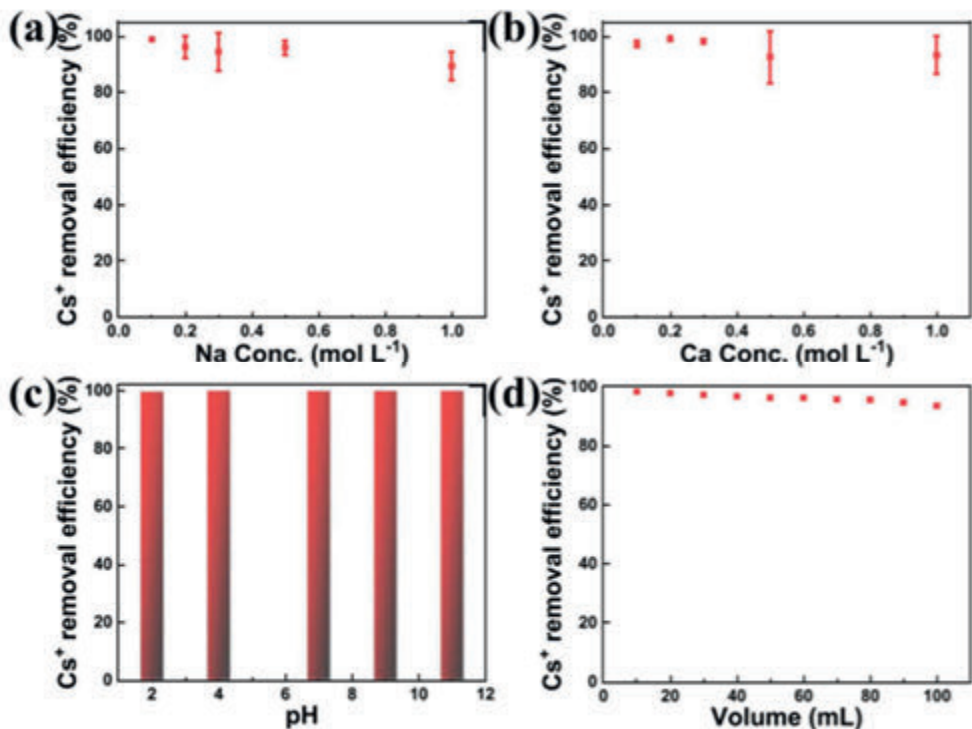 (a)
Cs⁺ removal efficiency (%)
100
80
60
40
20
0
0.0 0.2 0.4 0.6 0.8 1.0
Na Conc. (mol L⁻¹)
(b)
Cs⁺ removal efficiency (%)
100
80
60
40
20
0
0.0 0.2 0.4 0.6 0.8 1.0
Ca Conc. (mol L⁻¹)
(c)
Cs⁺ removal efficiency (%)
100
80
60
40
20
0
2 4 6 8 10 12
pH
(d)
Cs⁺ removal efficiency (%)
100
80
60
40
20
0
0 20 40 60 80 100
Volume (mL)